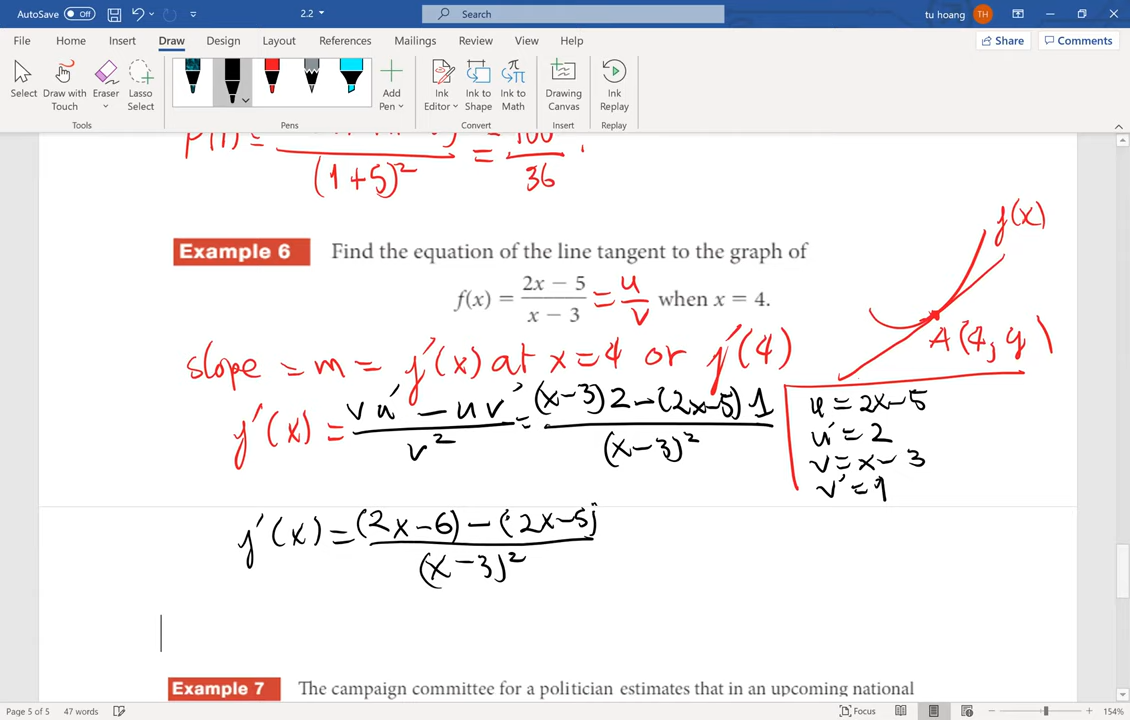 AutoSave Off 2.2 Search tu hoang TH
File Home Insert Draw Design Layout References Mailings Review View Help Share Comments
Select Draw with Touch Eraser Lasso Select Add Pen Ink Editor Ink to Shape Ink to Math Drawing Canvas Ink Replay
Tools Pens Convert Insert Replay
(1+5)² = 36
f(x)
Example 6 Find the equation of the line tangent to the graph of
f(x) = (2x − 5)/(x − 3) = u/v when x = 4.
A(4, y)
slope = m = f'(x) at x = 4 or f'(4)
f'(x) = (v u' − u v')/v² = ((x−3)2 − (2x−5)1)/(x−3)²
u = 2x−5
u' = 2
v = x−3
v' = 1
f'(x) = ((2x−6) − (2x−5))/(x−3)²
Example 7 The campaign committee for a politician estimates that in an upcoming national
Page 5 of 5 47 words Focus 154%